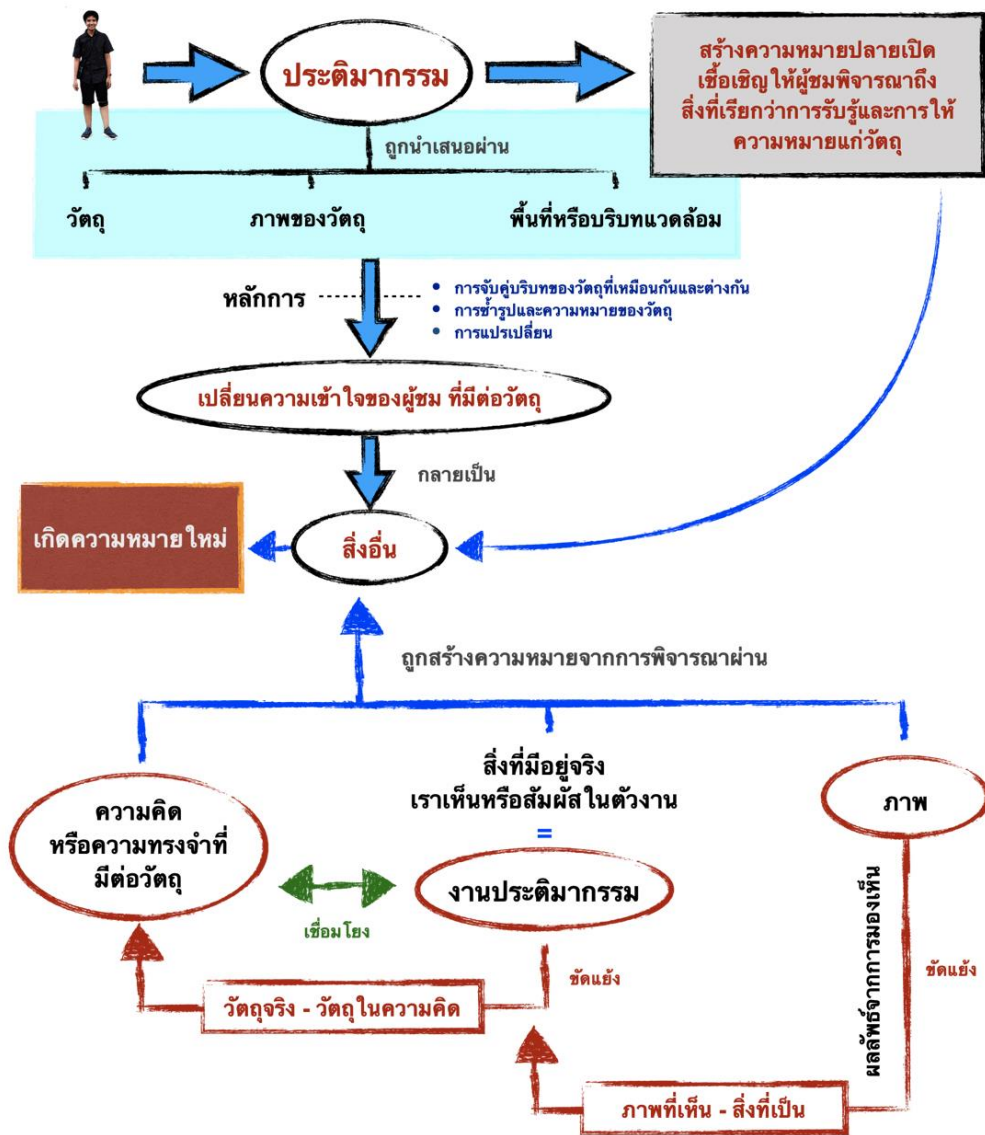 ประติมากรรม
สร้างความหมายปลายเปิด
เชื้อเชิญให้ผู้ชมพิจารณาถึง
สิ่งที่เรียกว่าการรับรู้และการให้
ความหมายแก่วัตถุ
ถูกนำเสนอผ่าน
วัตถุ
ภาพของวัตถุ
พื้นที่หรือบริบทแวดล้อม
หลักการ
• การจับคู่บริบทของวัตถุที่เหมือนกันและต่างกัน
• การซ้ำรูปและความหมายของวัตถุ
• การแปรเปลี่ยน
เปลี่ยนความเข้าใจของผู้ชม ที่มีต่อวัตถุ
กลายเป็น
เกิดความหมายใหม่
สิ่งอื่น
ถูกสร้างความหมายจากการพิจารณาผ่าน
ความคิด
หรือความทรงจำที่
มีต่อวัตถุ
สิ่งที่มีอยู่จริง
เราเห็นหรือสัมผัสในตัวงาน
=
งานประติมากรรม
ภาพ
เชื่อมโยง
ขัดแย้ง
วัตถุจริง - วัตถุในความคิด
ผลลัพธ์จากการมองเห็น
ขัดแย้ง
ภาพที่เห็น - สิ่งที่เป็น